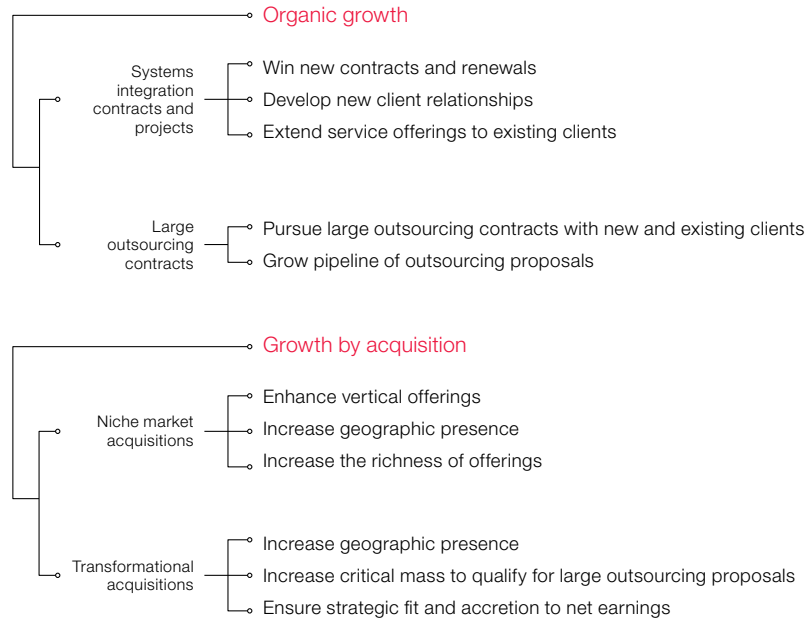 Organic growth
Systems
integration
contracts and
projects
Win new contracts and renewals
Develop new client relationships
Extend service offerings to existing clients
Large
outsourcing
contracts
Pursue large outsourcing contracts with new and existing clients
Grow pipeline of outsourcing proposals
Growth by acquisition
Niche market
acquisitions
Enhance vertical offerings
Increase geographic presence
Increase the richness of offerings
Transformational
acquisitions
Increase geographic presence
Increase critical mass to qualify for large outsourcing proposals
Ensure strategic fit and accretion to net earnings